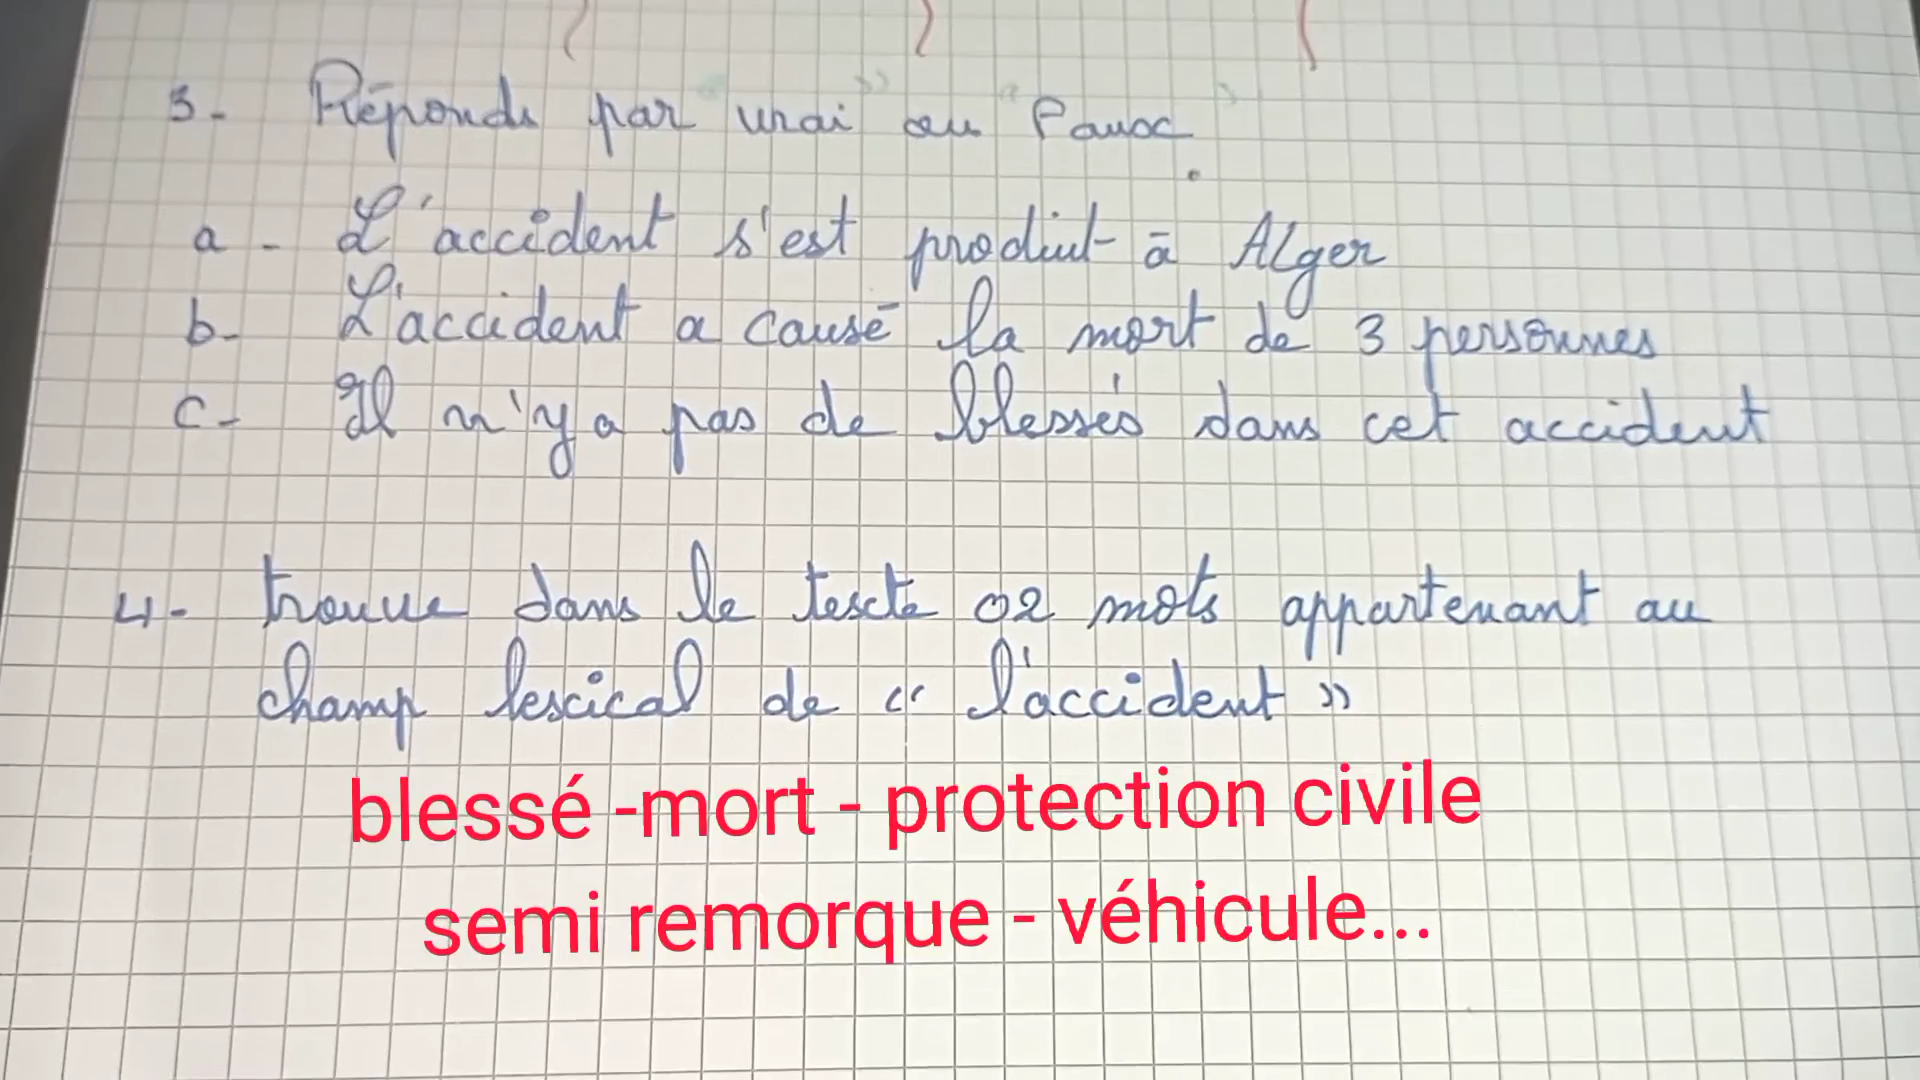 3- Réponds par "vrai" ou "Faux".
a - L'accident s'est produit à Alger
b- L'accident a causé la mort de 3 personnes
c- Il n'y a pas de blessés dans cet accident
4- trouve dans le texte 02 mots appartenant au
champ lexical de « l'accident »
blessé -mort - protection civile
semi remorque - véhicule...